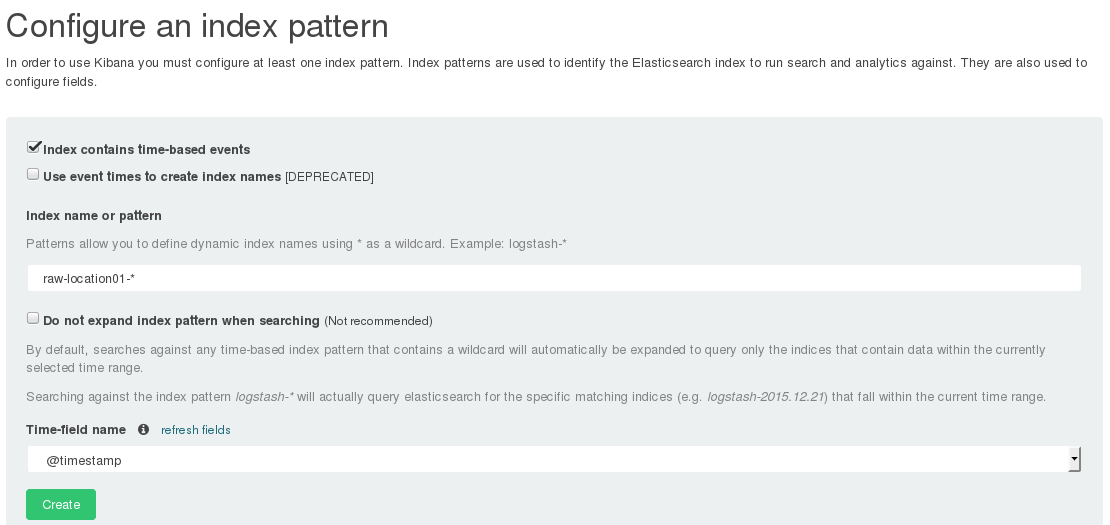 Configure an index pattern
In order to use Kibana you must configure at least one index pattern. Index patterns are used to identify the Elasticsearch index to run search and analytics against. They are also used to
configure fields.
Index contains time-based events
Use event times to create index names [DEPRECATED]
Index name or pattern
Patterns allow you to define dynamic index names using * as a wildcard. Example: logstash-*
raw-location01-*
Do not expand index pattern when searching (Not recommended)
By default, searches against any time-based index pattern that contains a wildcard will automatically be expanded to query only the indices that contain data within the currently
selected time range.
Searching against the index pattern logstash-* will actually query elasticsearch for the specific matching indices (e.g. logstash-2015.12.21) that fall within the current time range.
Time-field name refresh fields
@timestamp
Create